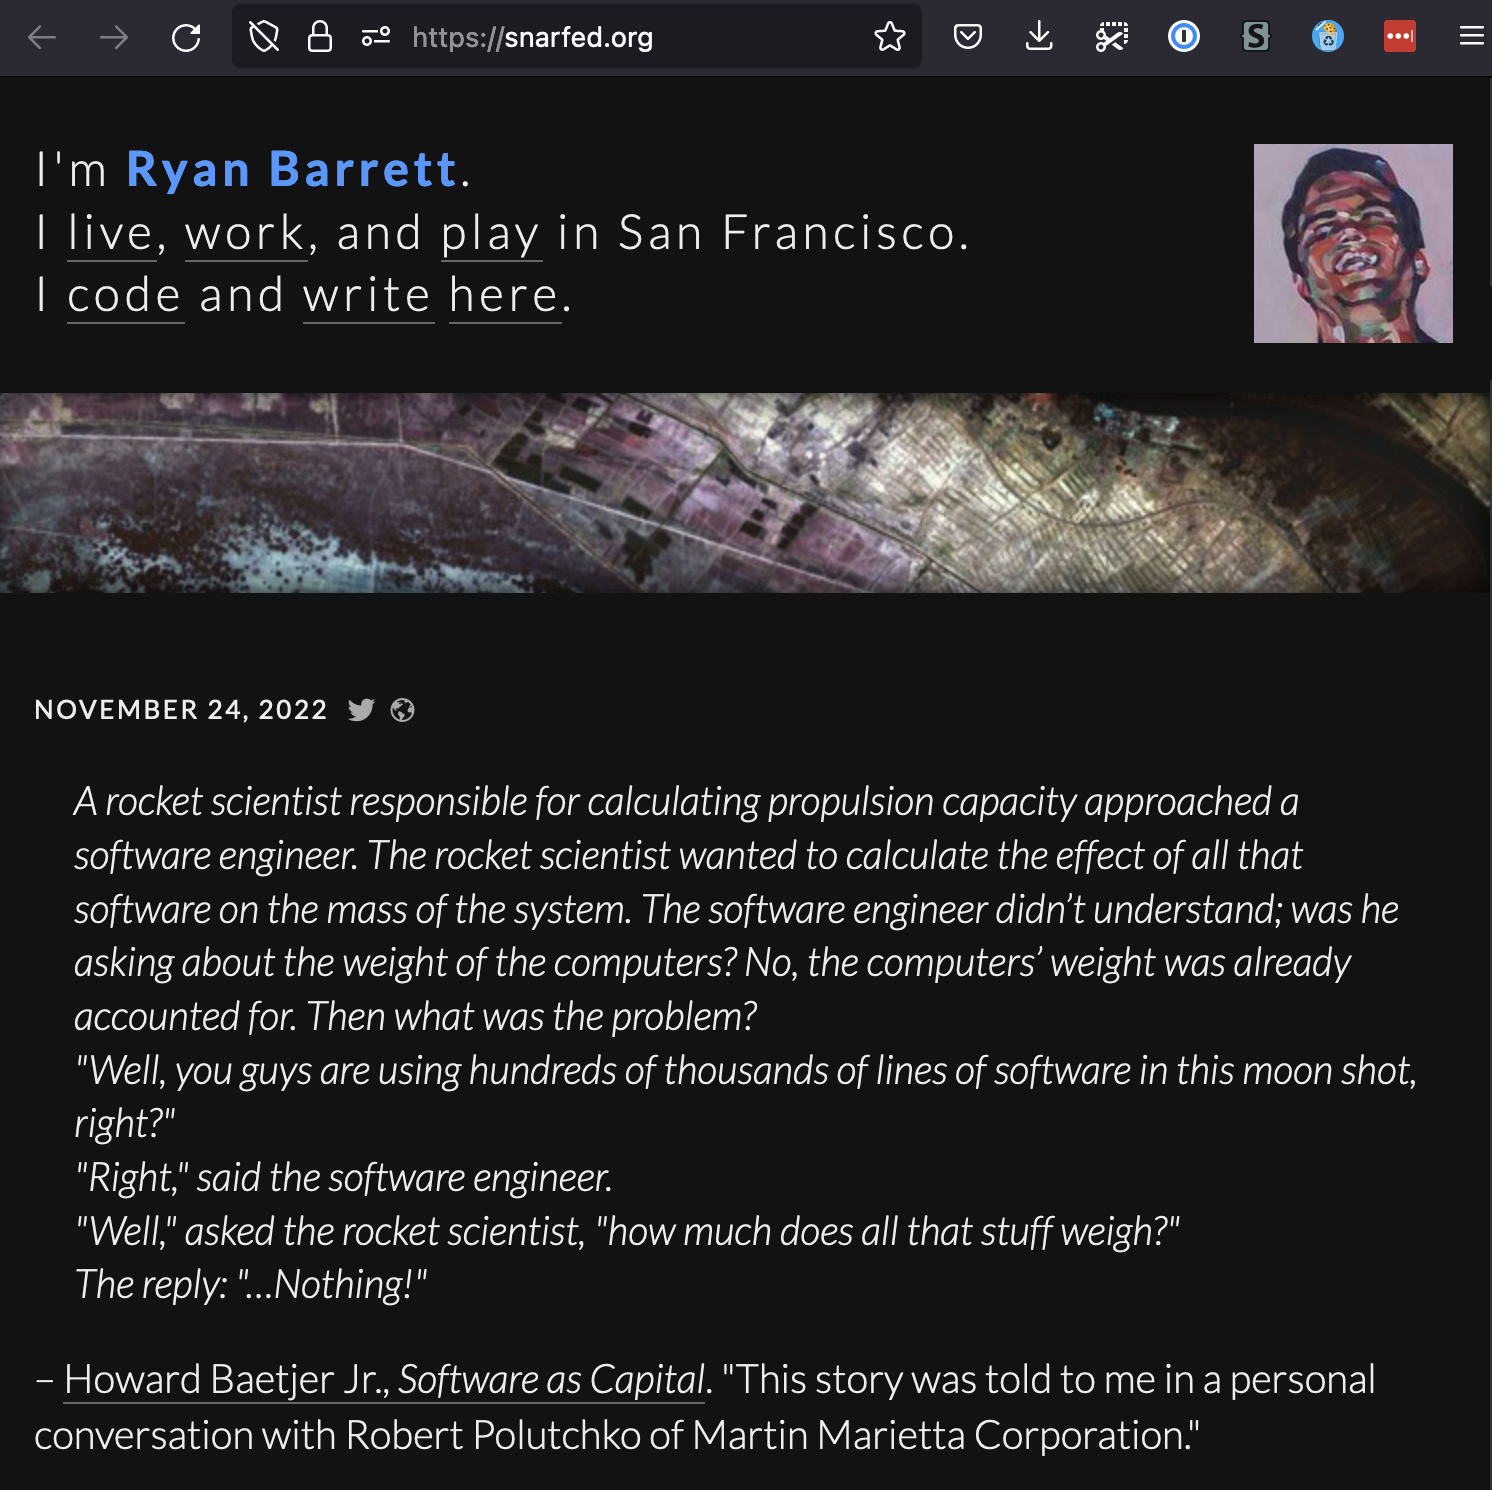 https://snarfed.org
I'm Ryan Barrett.
I live, work, and play in San Francisco.
I code and write here.
NOVEMBER 24, 2022
A rocket scientist responsible for calculating propulsion capacity approached a
software engineer. The rocket scientist wanted to calculate the effect of all that
software on the mass of the system. The software engineer didn’t understand; was he
asking about the weight of the computers? No, the computers’ weight was already
accounted for. Then what was the problem?
"Well, you guys are using hundreds of thousands of lines of software in this moon shot,
right?"
"Right," said the software engineer.
"Well," asked the rocket scientist, "how much does all that stuff weigh?"
The reply: "…Nothing!"
– Howard Baetjer Jr., Software as Capital. "This story was told to me in a personal
conversation with Robert Polutchko of Martin Marietta Corporation."